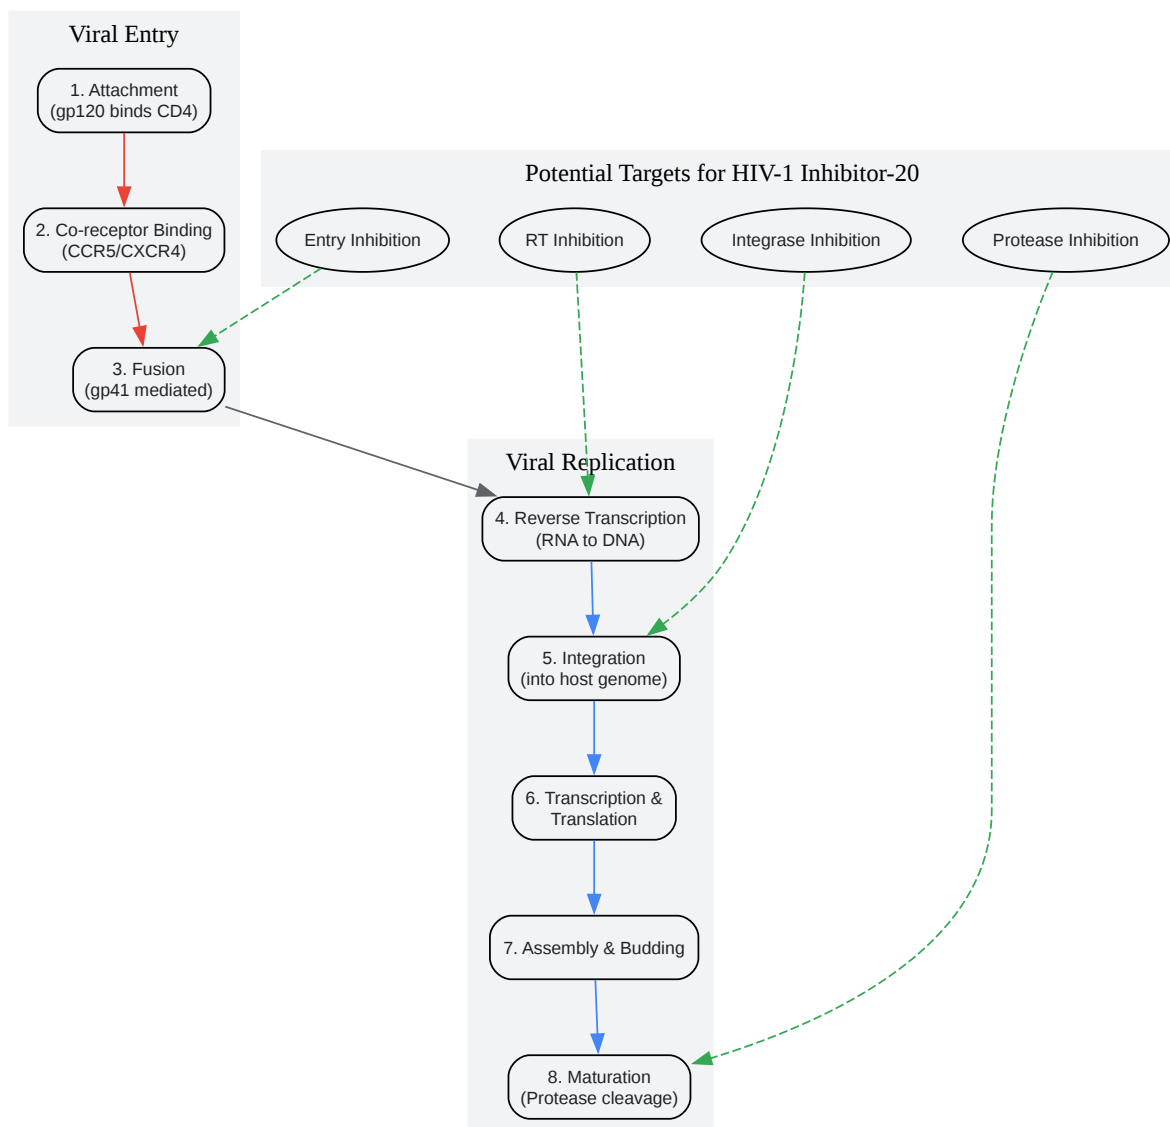 Viral Entry
1. Attachment
(gp120 binds CD4)
2. Co-receptor Binding
(CCR5/CXCR4)
3. Fusion
(gp41 mediated)
Potential Targets for HIV-1 Inhibitor-20
Entry Inhibition
RT Inhibition
Integrase Inhibition
Protease Inhibition
Viral Replication
4. Reverse Transcription
(RNA to DNA)
5. Integration
(into host genome)
6. Transcription &
Translation
7. Assembly & Budding
8. Maturation
(Protease cleavage)